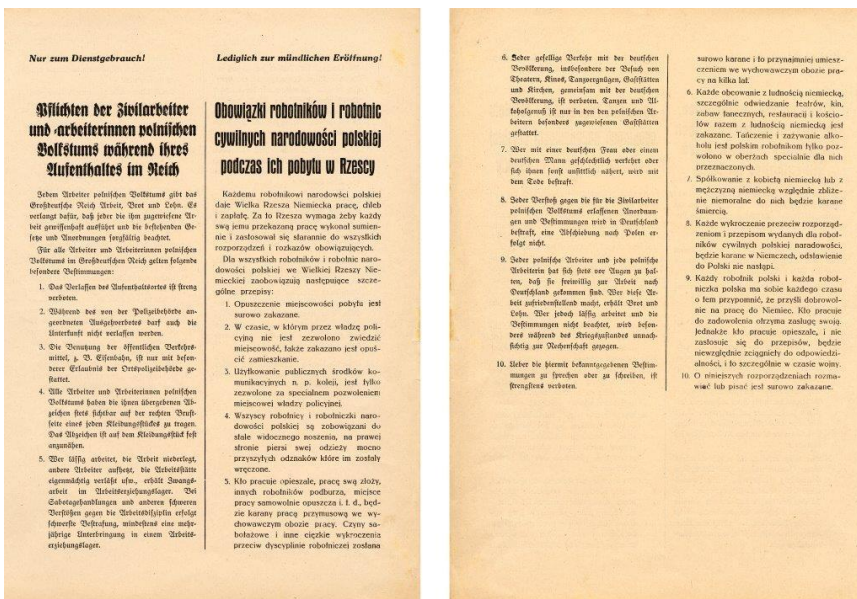 Nur zum Dienstgebrauch!
Lediglich zur mündlichen Eröffnung!
Pflichten der Zivilarbeiter
und -arbeiterinnen polnischen
Volkstums während ihres
Aufenthaltes im Reich
Jedem Arbeiter polnischen Volkstums gibt das
Großdeutsche Reich Arbeit, Brot und Lohn. Es
verlangt dafür, daß jeder die ihm zugewiesene Ar-
beit gewissenhaft ausführt und die bestehenden Ge-
setze und Anordnungen sorgfältig beachtet.
Für alle Arbeiter und Arbeiterinnen polnischen
Volkstums im Großdeutschen Reich gelten folgende
besondere Bestimmungen:
1. Das Verlassen des Aufenthaltsortes ist streng
verboten.
2. Während des von der Polizeibehörde an-
geordneten Ausgehverbotes darf auch die
Unterkunft nicht verlassen werden.
3. Die Benutzung der öffentlichen Verkehrs-
mittel, z. B. Eisenbahn, ist nur mit beson-
derer Erlaubnis der Ortspolizeibehörde ge-
stattet.
4. Alle Arbeiter und Arbeiterinnen polnischen
Volkstums haben die ihnen übergebenen Ab-
zeichen stets sichtbar auf der rechten Brust-
seite eines jeden Kleidungsstückes zu tragen.
Das Abzeichen ist auf dem Kleidungsstück fest
anzunähen.
5. Wer lässig arbeitet, die Arbeit niederlegt,
andere Arbeiter aufhetzt, die Arbeitsstätte
eigenmächtig verläßt usw., erhält Zwangs-
arbeit im Arbeitserziehungslager. Bei
Sabotagehandlungen und anderen schweren
Verstößen gegen die Arbeitsdisziplin erfolgt
schwerste Bestrafung, mindestens eine mehr-
jährige Unterbringung in einem Arbeits-
erziehungslager.
Obowiązki robotników i robotnic
cywilnych narodowości polskiej
podczas ich pobytu w Rzescy
Każdemu robotnikowi narodowości polskiej
daje Wielka Rzesza Niemiecka pracę, chleb
i zapłatę. Za to Rzesza wymaga żeby każdy
swą jemu przekazaną pracę wykonał sumien-
nie i zastosował się starannie do wszystkich
rozporządzeń i rozkazów obowiązujących.
Dla wszystkich robotników i robotnic naro-
dowości polskiej we Wielkiej Rzeszy Nie-
mieckiej zaobowiązują następujące szcze-
gólne przepisy:
1. Opuszczenie miejscowości pobytu jest
surowo zakazane.
2. W czasie, w którym przez władzę poli-
cyjną nie jest zezwolono zwiedzić
miejscowość, także zakazano jest opuś-
cić zamieszkanie.
3. Użytkowanie publicznych środków ko-
munikacyjnych n. p. koleji, jest tylko
zezwolone za specjalnem pozwoleniem
miejscowej władzy policyjnej.
4. Wszyscy robotnicy i robotniczki naro-
dowości polskiej są zobowiązani do
stałe widocznego noszenia, na prawej
stronie piersi swej odzieży mocno
przyszytych odznaków które im zostały
wręczone.
5. Kto pracuje opieszale, pracę swą złoży,
innych robotników podburza, miejsce
pracy samowolnie opuszcza i. t. d., będ-
zie karany pracą przymusową we wy-
chowawczym obozie pracy. Czyny sa-
botażowe i inne ciężkie wykroczenia
przeciw dyscyplinie robotniczej zostaną
6. Jeder gesellige Verkehr mit der deutschen
Bevölkerung, insbesondere der Besuch von
Theatern, Kinos, Tanzvergnügen, Gaststätten
und Kirchen, gemeinsam mit der deutschen
Bevölkerung, ist verboten. Tanzen und Al-
koholgenuß ist nur in den den polnischen Ar-
beitern besonders zugewiesenen Gaststätten
gestattet.
7. Wer mit einer deutschen Frau oder einem
deutschen Mann geschlechtlich verkehrt oder
sich ihnen sonst unsittlich nähert, wird mit
dem Tode bestraft.
8. Jeder Verstoß gegen die für die Zivilarbeiter
polnischen Volkstums erlassenen Anordnun-
gen und Bestimmungen wird in Deutschland
bestraft, eine Abschiebung nach Polen er-
folgt nicht.
9. Jeder polnische Arbeiter und jede polnische
Arbeiterin hat sich stets vor Augen zu hal-
ten, daß sie freiwillig zur Arbeit nach
Deutschland gekommen sind. Wer diese Ar-
beit zufriedenstellend macht, erhält Brot und
Lohn. Wer jedoch lässig arbeitet und die
Bestimmungen nicht beachtet, wird beson-
ders während des Kriegszustandes unnach-
sichtig zur Rechenschaft gezogen.
10. Ueber die hiermit bekanntgegebenen Bestim-
mungen zu sprechen oder zu schreiben, ist
strengstens verboten.
surowo karane i to przynajmniej umiesz-
czeniem we wychowawczym obozie pra-
cy na kilka lat.
6. Każde obcowanie z ludnością niemiecką,
szczególnie odwiedzanie teatrów, kin,
zabaw tanecznych, restauracji i kościo-
łów razem z ludnością niemiecką jest
zakazane. Tańczenie i zażywanie alko-
holu jest polskim robotnikom tylko poz-
wolono w oberżach specjalnie dla nich
przeznaczonych.
7. Spółkowanie z kobietą niemiecką lub z
mężczyzną niemiecką względnie zbliże-
nie niemoralne do nich będzie karane
śmiercią.
8. Każde wykroczenie przeciw rozporząd-
zeniom i przepisom wydanych dla robot-
ników cywilnych polskiej naradowości,
będzie karane w Niemczech, odstawienie
do Polski nie nastąpi.
9. Każdy robotnik polski i każda robot-
niczka polska ma sobie każdego czasu
o tem przypomnić, że przyśli dobrowol-
nie na pracę do Niemiec. Kto pracuje
do zadowolenia otrzyma zasługę swoją.
Jednakże kto pracuje opieszale, i nie
zastosuje się do przepisów, będzie
niewzględnie zciągnięty do odpowiedzi-
alności, i to szczególnie w czasie wojny.
10. O niniejszych rozporządzeniach rozma-
wiać lub pisać jest surowo zakazane.